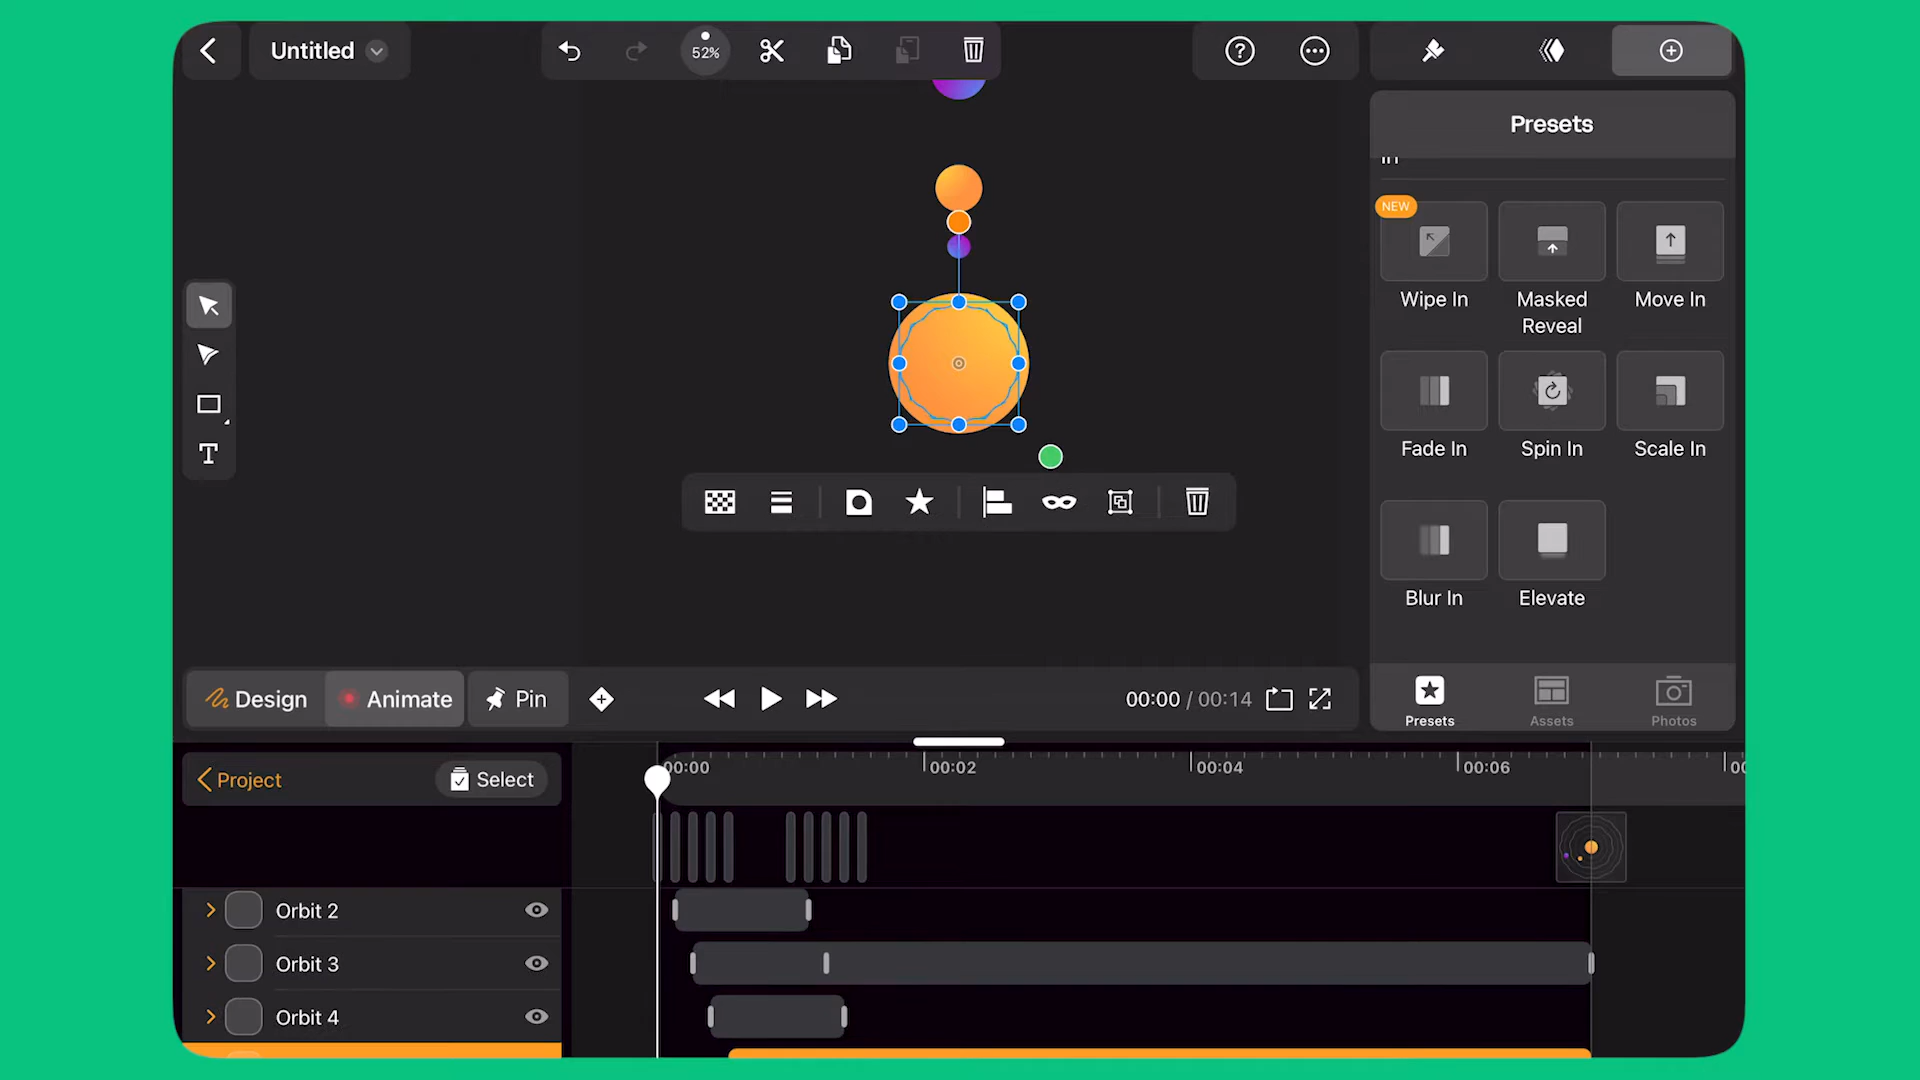 Untitled
52%
?
Presets
In
NEW
Wipe In
Masked
Reveal
Move In
Fade In
Spin In
Scale In
Blur In
Elevate
T
Design
Animate
Pin
00:00 / 00:14
Presets
Assets
Photos
Project
Select
00:00
00:02
00:04
00:06
Orbit 2
Orbit 3
Orbit 4